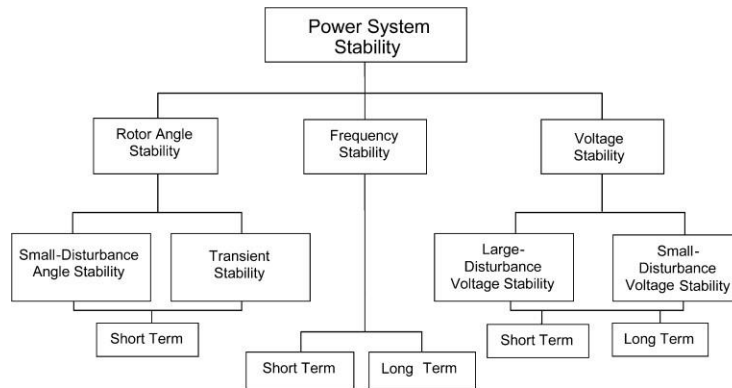 Power System
Stability
Rotor Angle
Stability
Frequency
Stability
Voltage
Stability
Small-Disturbance
Angle Stability
Transient
Stability
Large-
Disturbance
Voltage Stability
Small-
Disturbance
Voltage Stability
Short Term
Short Term
Long Term
Short Term
Long Term